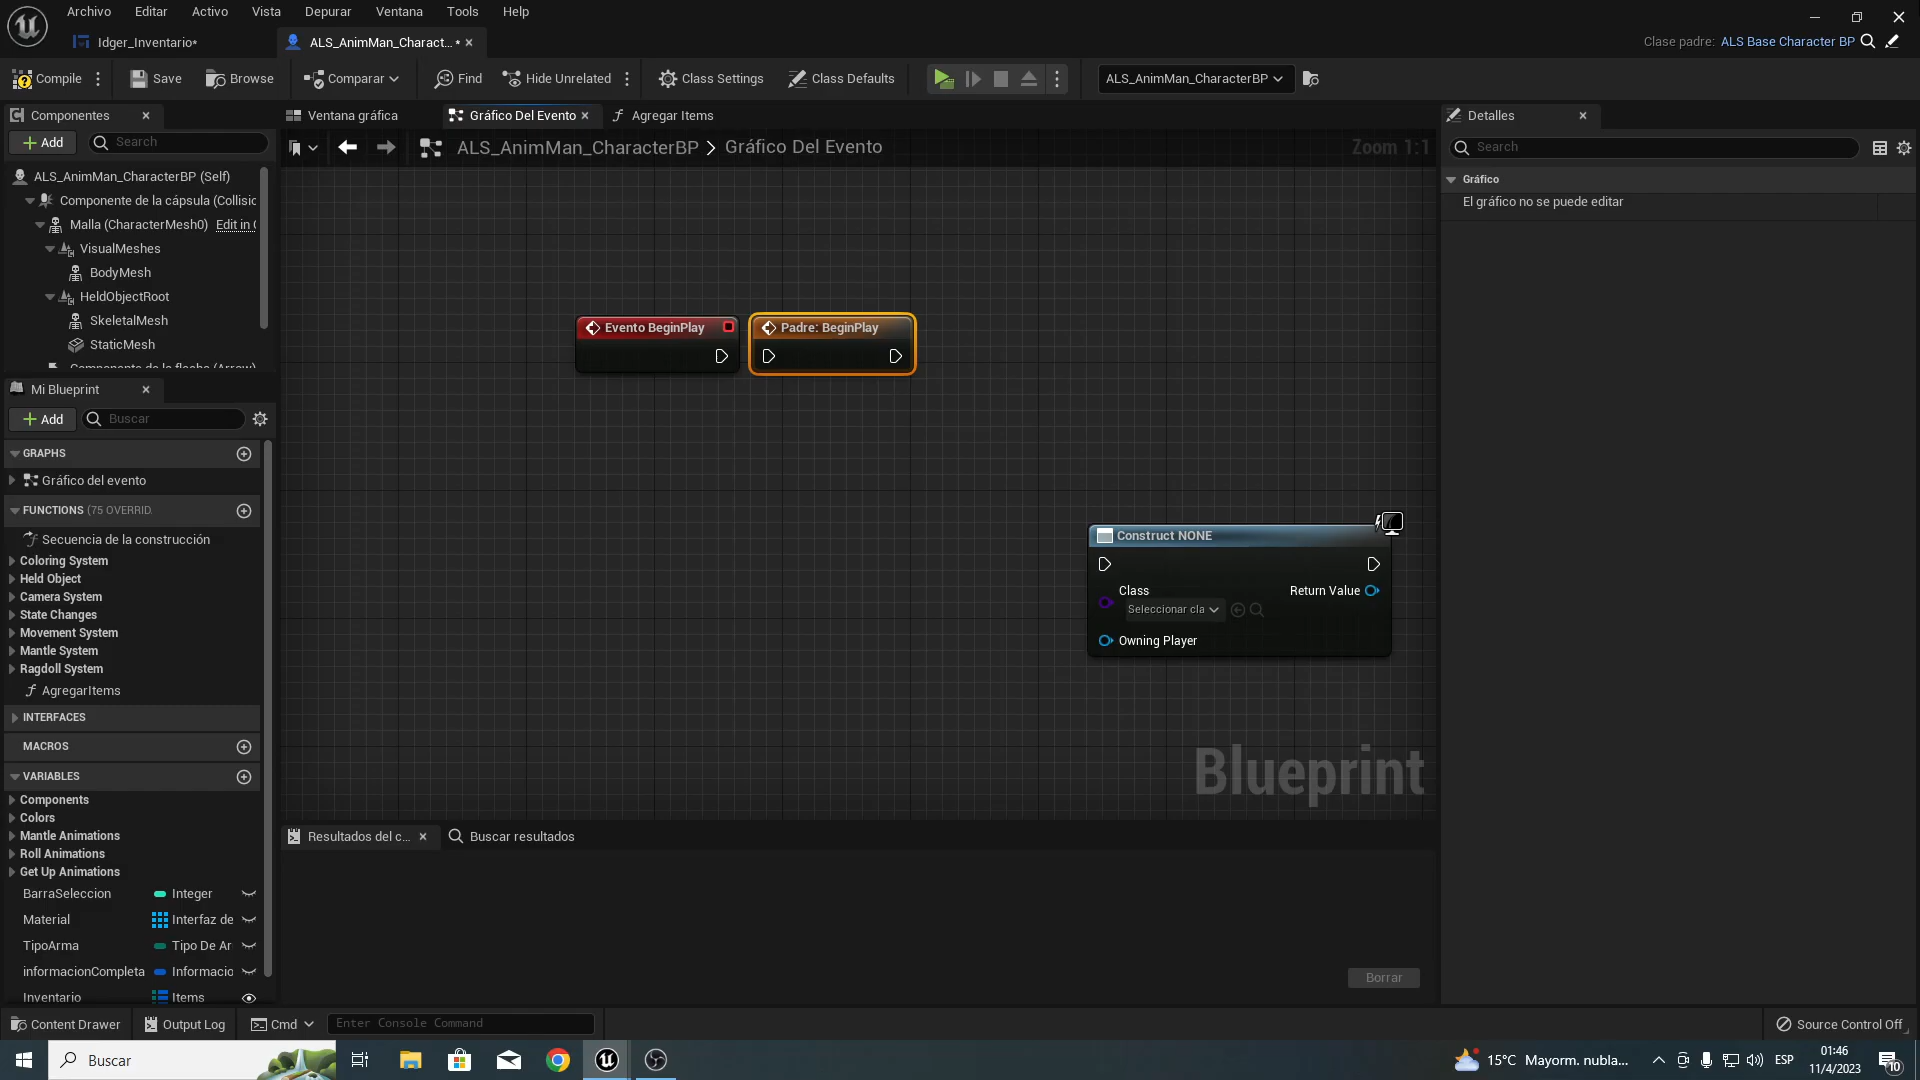 Archivo Editar Activo Vista Depurar Ventana Tools Help
Idger_Inventario*
ALS_AnimMan_Charact... *
Clase padre: ALS Base Character BP
Compile Save Browse Comparar Find Hide Unrelated Class Settings Class Defaults ALS_AnimMan_CharacterBP
Componentes
Add
Search
ALS_AnimMan_CharacterBP (Self)
Componente de la cápsula (Collisio
Malla (CharacterMesh0) Edit in C
VisualMeshes
BodyMesh
HeldObjectRoot
SkeletalMesh
StaticMesh
Componente de la flecha (Arrow)
Mi Blueprint
Add
Buscar
GRAPHS
Gráfico del evento
FUNCTIONS (75 OVERRID.
Secuencia de la construcción
Coloring System
Held Object
Camera System
State Changes
Movement System
Mantle System
Ragdoll System
AgregarItems
INTERFACES
MACROS
VARIABLES
Components
Colors
Mantle Animations
Roll Animations
Get Up Animations
BarraSeleccion Integer
Material Interfaz de
TipoArma Tipo De Ar
informacionCompleta Informacio
Inventario Items
Ventana gráfica
Gráfico Del Evento
Agregar Items
ALS_AnimMan_CharacterBP > Gráfico Del Evento
Zoom 1:1
Evento BeginPlay
Padre: BeginPlay
Construct NONE
Class
Return Value
Seleccionar cla
Owning Player
Blueprint
Resultados del c...
Buscar resultados
Borrar
Detalles
Search
Gráfico
El gráfico no se puede editar
Content Drawer Output Log Cmd Enter Console Command
Source Control Off
Buscar
15°C Mayorm. nubla...
ESP
01:46
11/4/2023
10